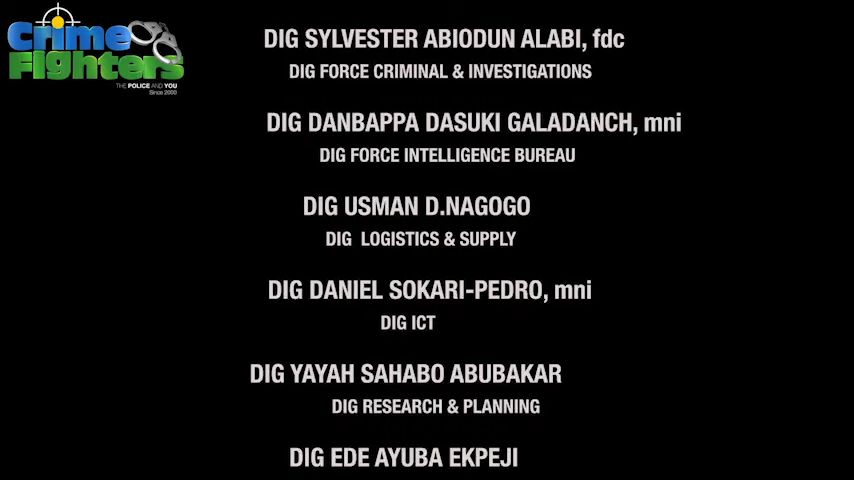 Crime
Fighters
THE POLICE AND YOU
Since 2000
DIG SYLVESTER ABIODUN ALABI, fdc
DIG FORCE CRIMINAL & INVESTIGATIONS
DIG DANBAPPA DASUKI GALADANCH, mni
DIG FORCE INTELLIGENCE BUREAU
DIG USMAN D.NAGOGO
DIG LOGISTICS & SUPPLY
DIG DANIEL SOKARI-PEDRO, mni
DIG ICT
DIG YAYAH SAHABO ABUBAKAR
DIG RESEARCH & PLANNING
DIG EDE AYUBA EKPEJI